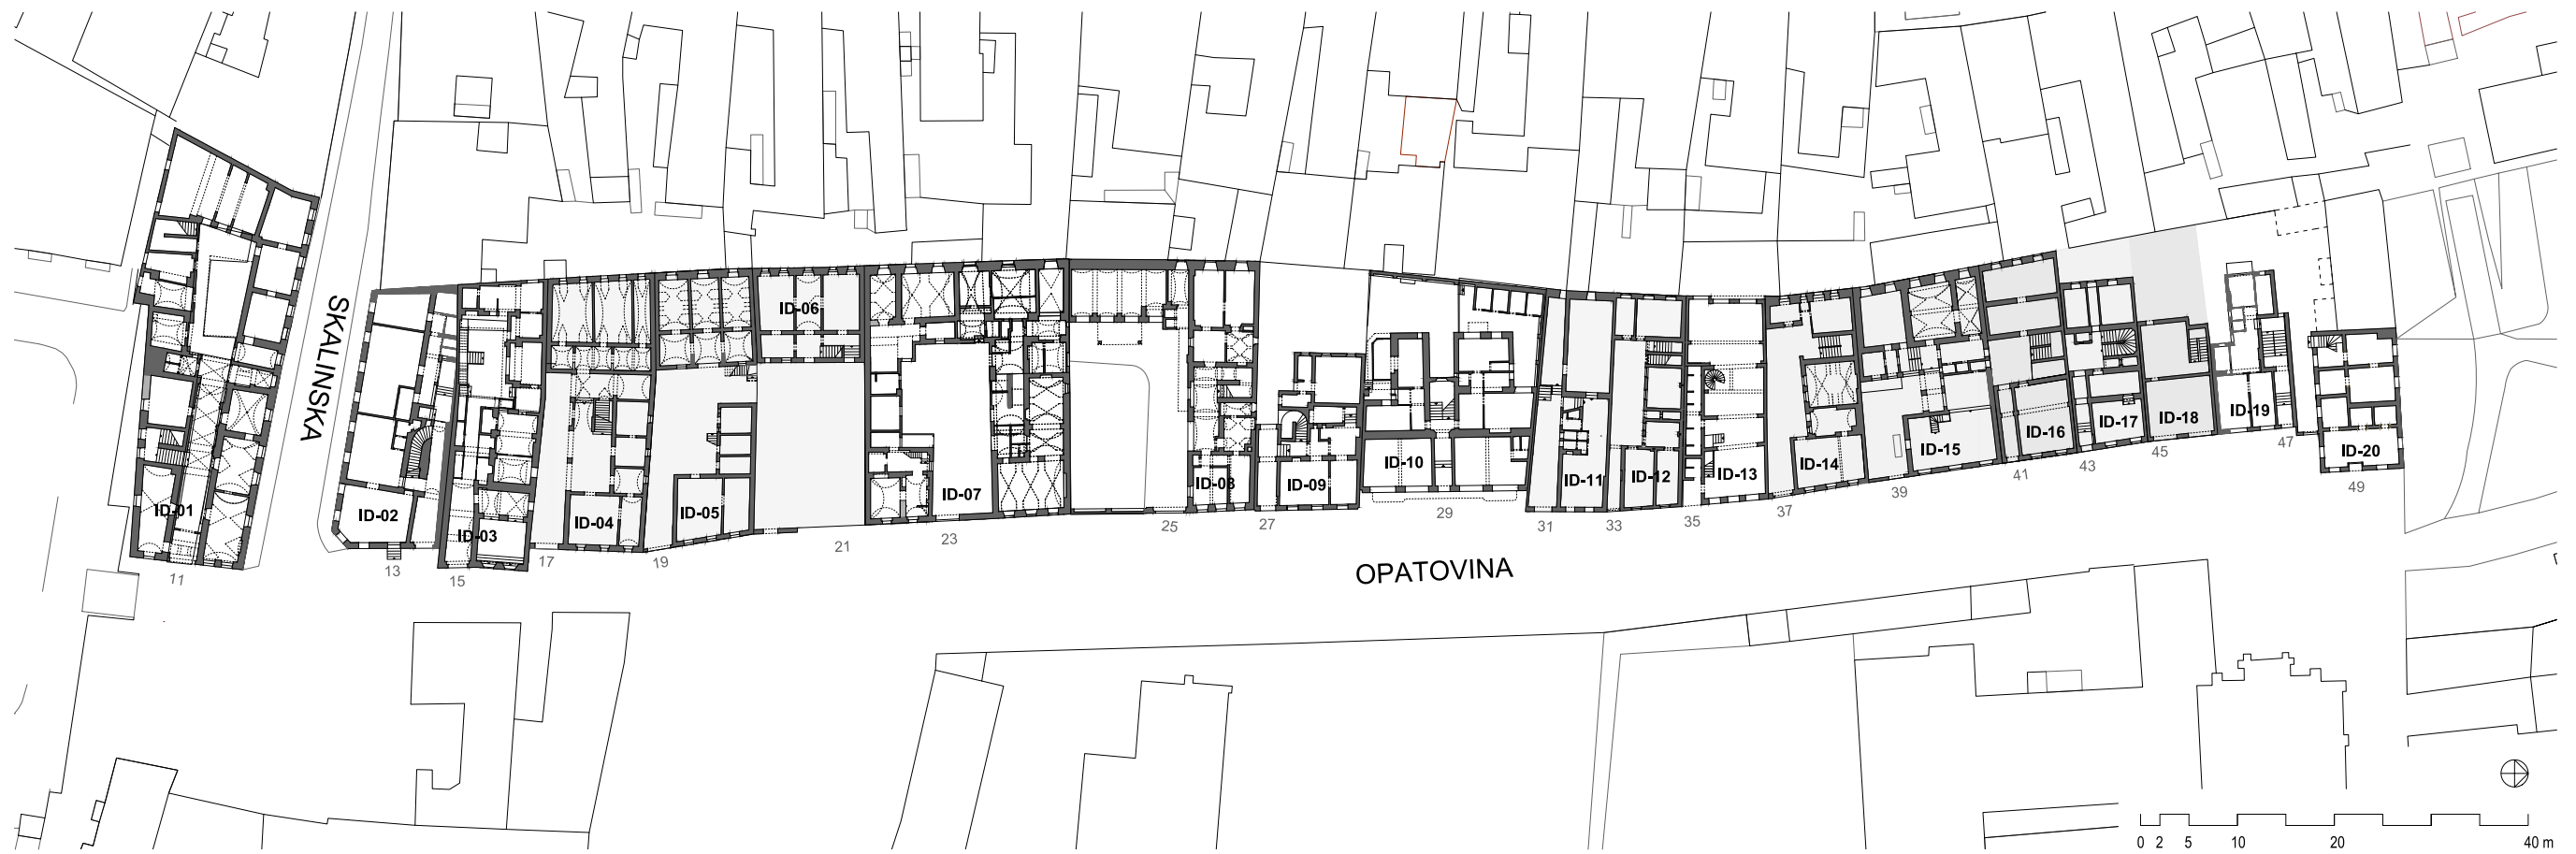 SKALINSKA
ID-06
ID-01
ID-02
ID-03
ID-04
ID-05
ID-07
ID-08
ID-09
ID-10
ID-11
ID-12
ID-13
ID-14
ID-15
ID-16
ID-17
ID-18
ID-19
ID-20
11
13
15
17
19
21
23
25
27
29
31
33
35
37
39
41
43
45
47
49
OPATOVINA
0 2 5 10 20 40 m